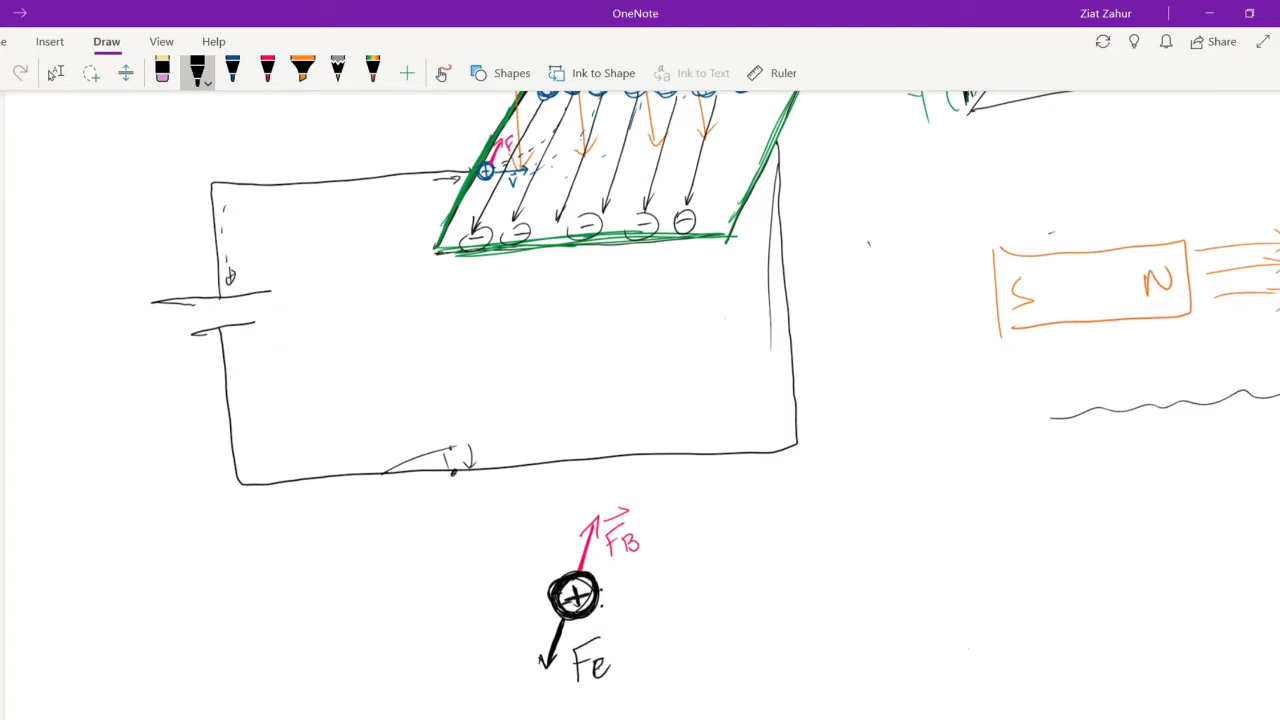 OneNote
Ziat Zahur
Insert
Draw
View
Help
Share
Shapes
Ink to Shape
Ink to Text
Ruler
F
+
V
− − − − −
S N
FB
+
Fe